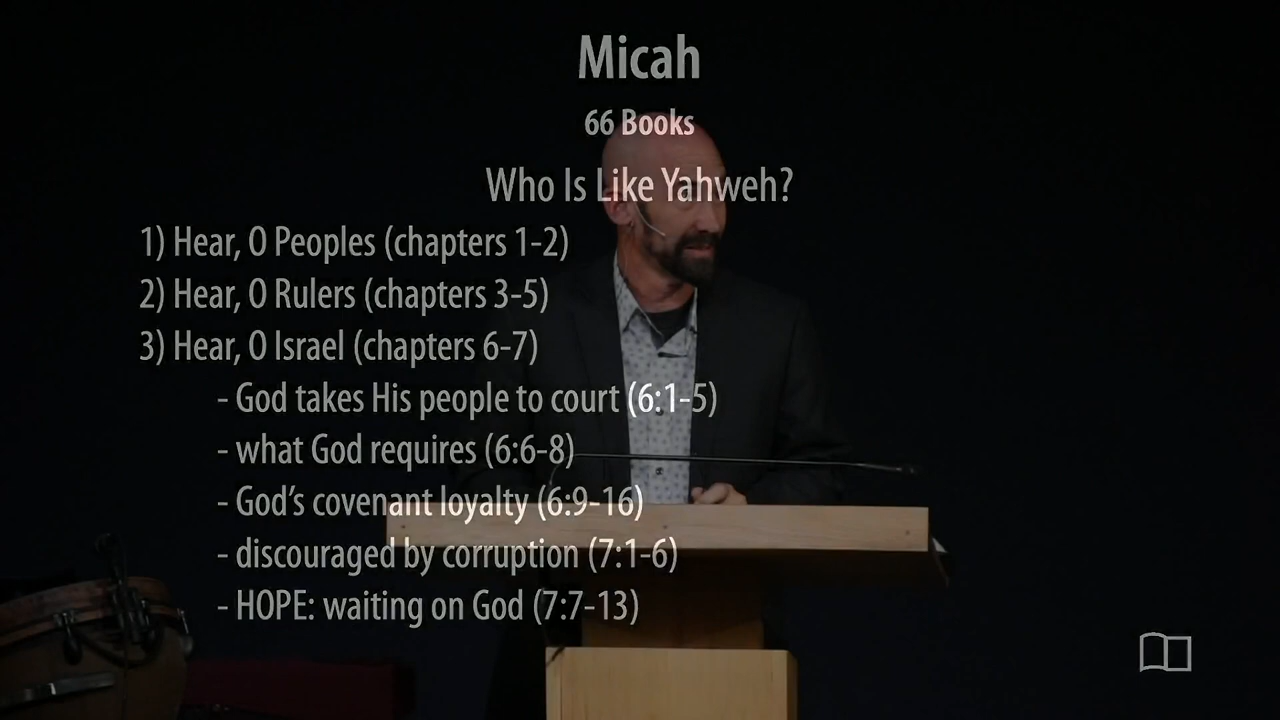 Micah
66 Books
Who Is Like Yahweh?
1) Hear, O Peoples (chapters 1-2)
2) Hear, O Rulers (chapters 3-5)
3) Hear, O Israel (chapters 6-7)
- God takes His people to court (6:1-5)
- what God requires (6:6-8)
- God’s covenant loyalty (6:9-16)
- discouraged by corruption (7:1-6)
- HOPE: waiting on God (7:7-13)